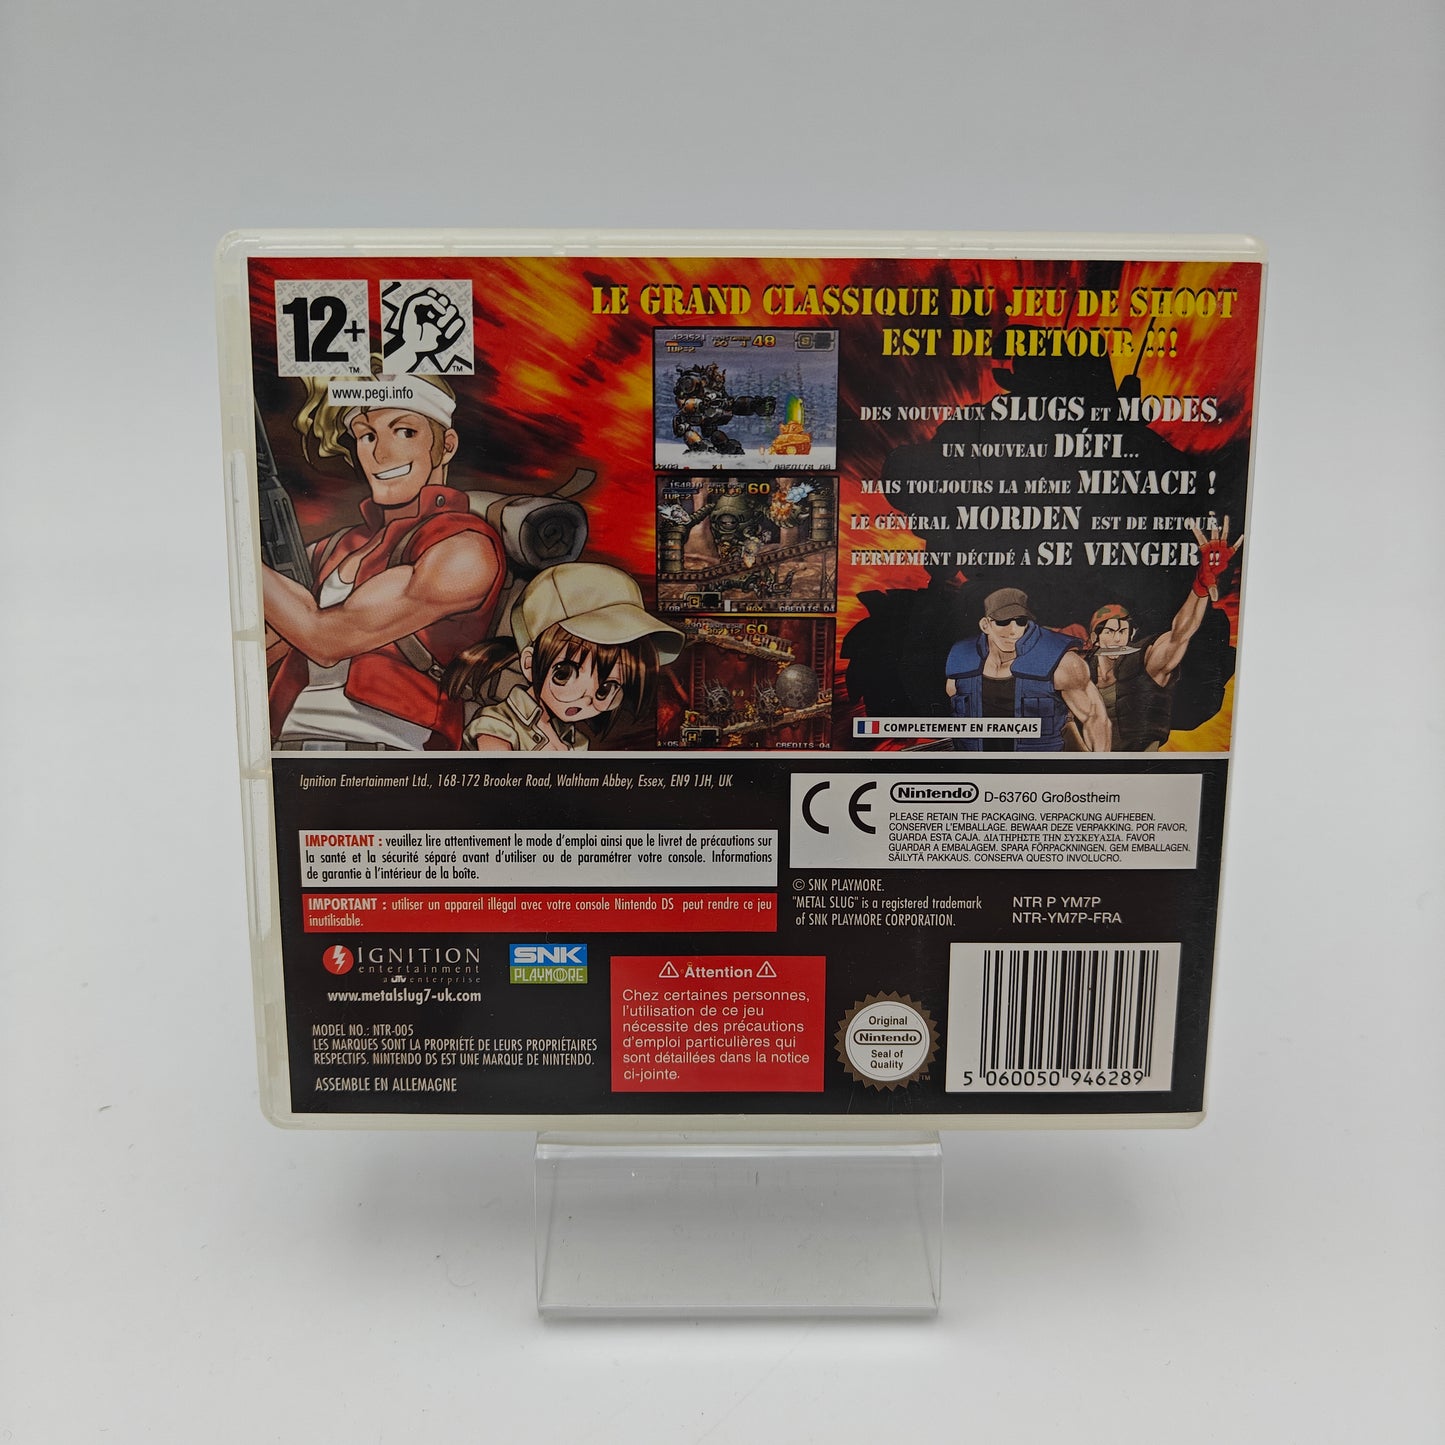 12+
www.pegi.info
LE GRAND CLASSIQUE DU JEU DE SHOOT
EST DE RETOUR !!!
DES NOUVEAUX SLUGS ET MODES,
UN NOUVEAU DÉFI...
MAIS TOUJOURS LA MÊME MENACE !
LE GÉNÉRAL MORDEN EST DE RETOUR,
FERMEMENT DÉCIDÉ À SE VENGER !!
COMPLETEMENT EN FRANÇAIS
Ignition Entertainment Ltd., 168-172 Brooker Road, Waltham Abbey, Essex, EN9 1JH, UK
IMPORTANT : veuillez lire attentivement le mode d'emploi ainsi que le livret de précautions sur
la santé et la sécurité séparé avant d'utiliser ou de paramétrer votre console. Informations
de garantie à l'intérieur de la boîte.
IMPORTANT : utiliser un appareil illégal avec votre console Nintendo DS peut rendre ce jeu
inutilisable.
CE
Nintendo D-63760 Großostheim
PLEASE RETAIN THE PACKAGING. VERPACKUNG AUFHEBEN.
CONSERVER L'EMBALLAGE. BEWAAR DEZE VERPAKKING. POR FAVOR,
GUARDA ESTA CAJA. ΔΙΑΤΗΡΗΣΤΕ ΤΗΝ ΣΥΣΚΕΥΑΣΙΑ. FAVOR
GUARDAR A EMBALAGEM. SPARA FÖRPACKNINGEN. GEM EMBALLAGEN.
SÄILYTÄ PAKKAUS. CONSERVA QUESTO INVOLUCRO.
© SNK PLAYMORE.
"METAL SLUG" is a registered trademark
of SNK PLAYMORE CORPORATION.
NTR P YM7P
NTR-YM7P-FRA
IGNITION
entertainment
a UTV enterprise
www.metalslug7-uk.com
SNK
PLAYMORE
MODEL NO.: NTR-005
LES MARQUES SONT LA PROPRIÉTÉ DE LEURS PROPRIÉTAIRES
RESPECTIFS. NINTENDO DS EST UNE MARQUE DE NINTENDO.
ASSEMBLE EN ALLEMAGNE
Attention
Chez certaines personnes,
l'utilisation de ce jeu
nécessite des précautions
d'emploi particulières qui
sont détaillées dans la notice
ci-jointe.
Original
Nintendo
Seal of
Quality
5 060050 946289